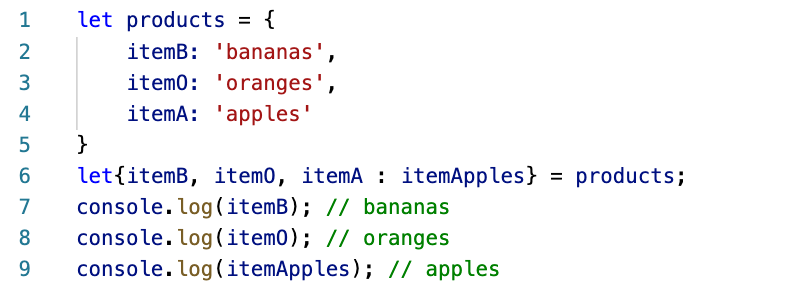 1 let products = {
2 itemB: 'bananas',
3 itemO: 'oranges',
4 itemA: 'apples'
5 }
6 let{itemB, itemO, itemA : itemApples} = products;
7 console.log(itemB); // bananas
8 console.log(itemO); // oranges
9 console.log(itemApples); // apples